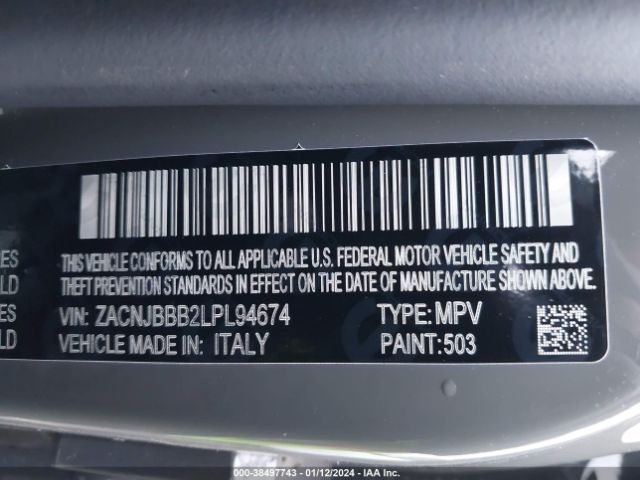 THIS VEHICLE CONFORMS TO ALL APPLICABLE U.S. FEDERAL MOTOR VEHICLE SAFETY AND
RES
THEFT PREVENTION STANDARDS IN EFFECT ON THE DATE OF MANUFACTURE SHOWN ABOVE.
LD
VIN: ZACNJBBB2LPL94674 TYPE: MPV
RES
VEHICLE MADE IN: ITALY PAINT: 503
LD
000-38497743 - 01/12/2024 - © IAA Inc.